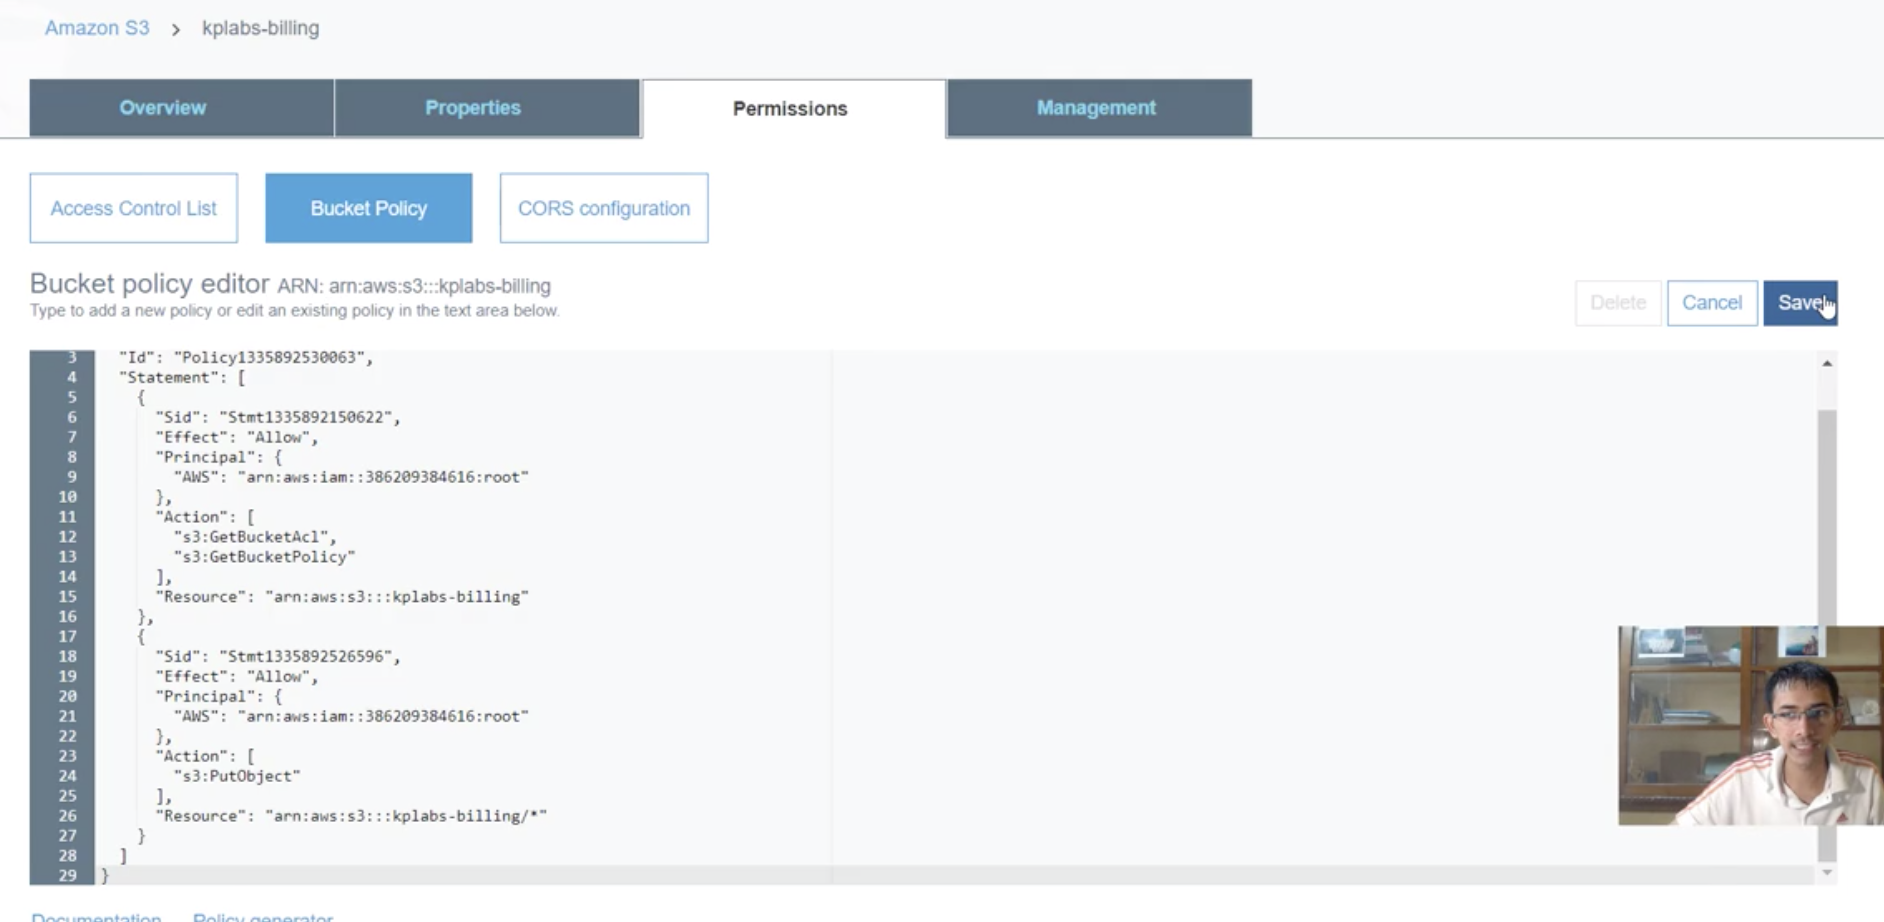 Amazon S3 > kplabs-billing
Overview Properties Permissions Management
Access Control List Bucket Policy CORS configuration
Bucket policy editor ARN: arn:aws:s3:::kplabs-billing
Type to add a new policy or edit an existing policy in the text area below.
Delete Cancel Save
3 "Id": "Policy1335892530063",
4 "Statement": [
5 {
6 "Sid": "Stmt1335892150622",
7 "Effect": "Allow",
8 "Principal": {
9 "AWS": "arn:aws:iam::386209384616:root"
10 },
11 "Action": [
12 "s3:GetBucketAcl",
13 "s3:GetBucketPolicy"
14 ],
15 "Resource": "arn:aws:s3:::kplabs-billing"
16 },
17 {
18 "Sid": "Stmt1335892526596",
19 "Effect": "Allow",
20 "Principal": {
21 "AWS": "arn:aws:iam::386209384616:root"
22 },
23 "Action": [
24 "s3:PutObject"
25 ],
26 "Resource": "arn:aws:s3:::kplabs-billing/*"
27 }
28 ]
29 }
Documentation Policy generator